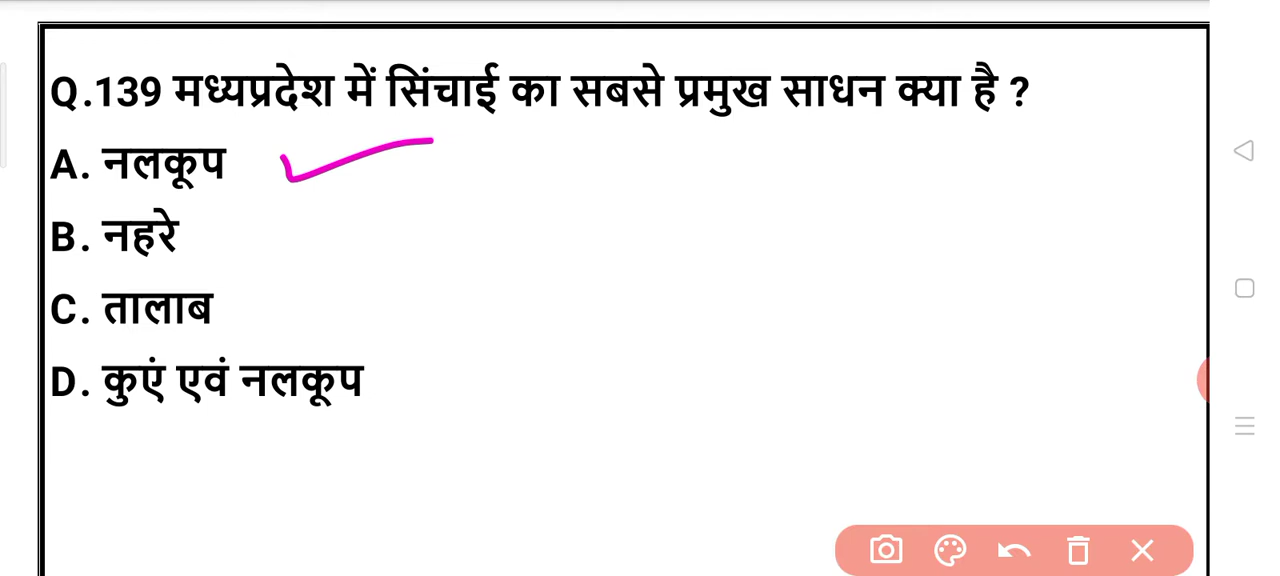 Q.139 मध्यप्रदेश में सिंचाई का सबसे प्रमुख साधन क्या है ?
A. नलकूप
B. नहरे
C. तालाब
D. कुएं एवं नलकूप